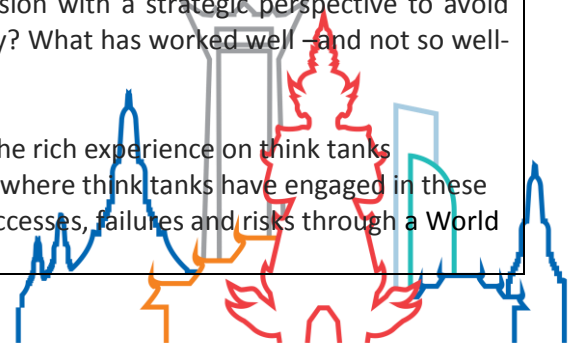 sion with a strategic perspective to avoid
y? What has worked well –and not so well-
he rich experience on think tanks
where think tanks have engaged in these
ccesses, failures and risks through a World